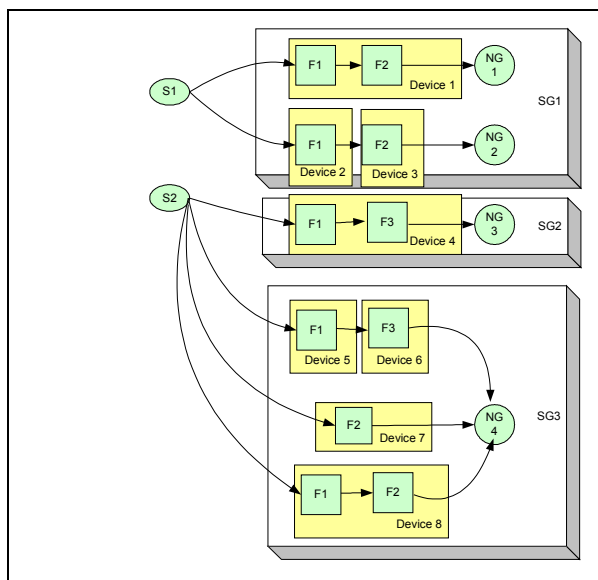 F1
F2
NG
1
Device 1
S1
SG1
F1
F2
NG
2
Device 2
Device 3
S2
F1
F3
NG
3
Device 4
SG2
F1
F3
Device 5
Device 6
F2
NG
4
SG3
Device 7
F1
F2
Device 8